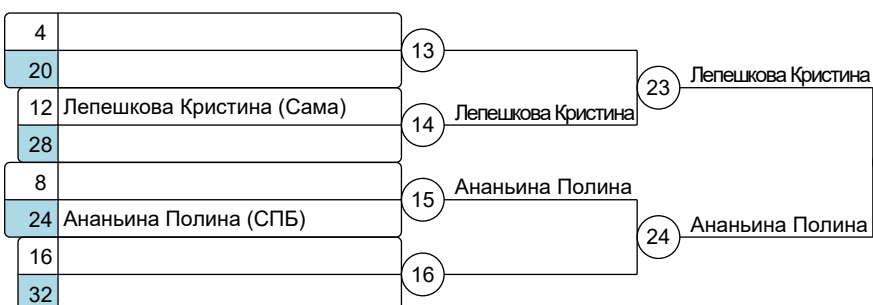 4
20
13
12 Лепешкова Кристина (Сама)
28
14 Лепешкова Кристина
23 Лепешкова Кристина
8
24 Ананьина Полина (СПБ)
15 Ананьина Полина
16
32
16
24 Ананьина Полина